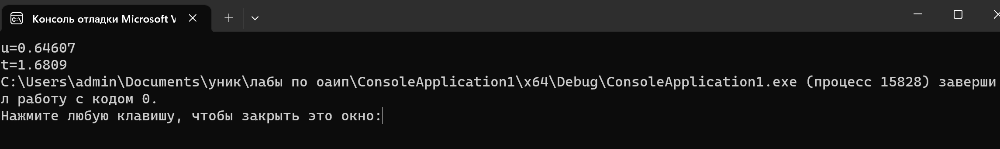 Консоль отладки Microsoft V
u=0.64607
t=1.6809
C:\Users\admin\Documents\уник\лабы по оаип\ConsoleApplication1\x64\Debug\ConsoleApplication1.exe (процесс 15828) заверши
л работу с кодом 0.
Нажмите любую клавишу, чтобы закрыть это окно: